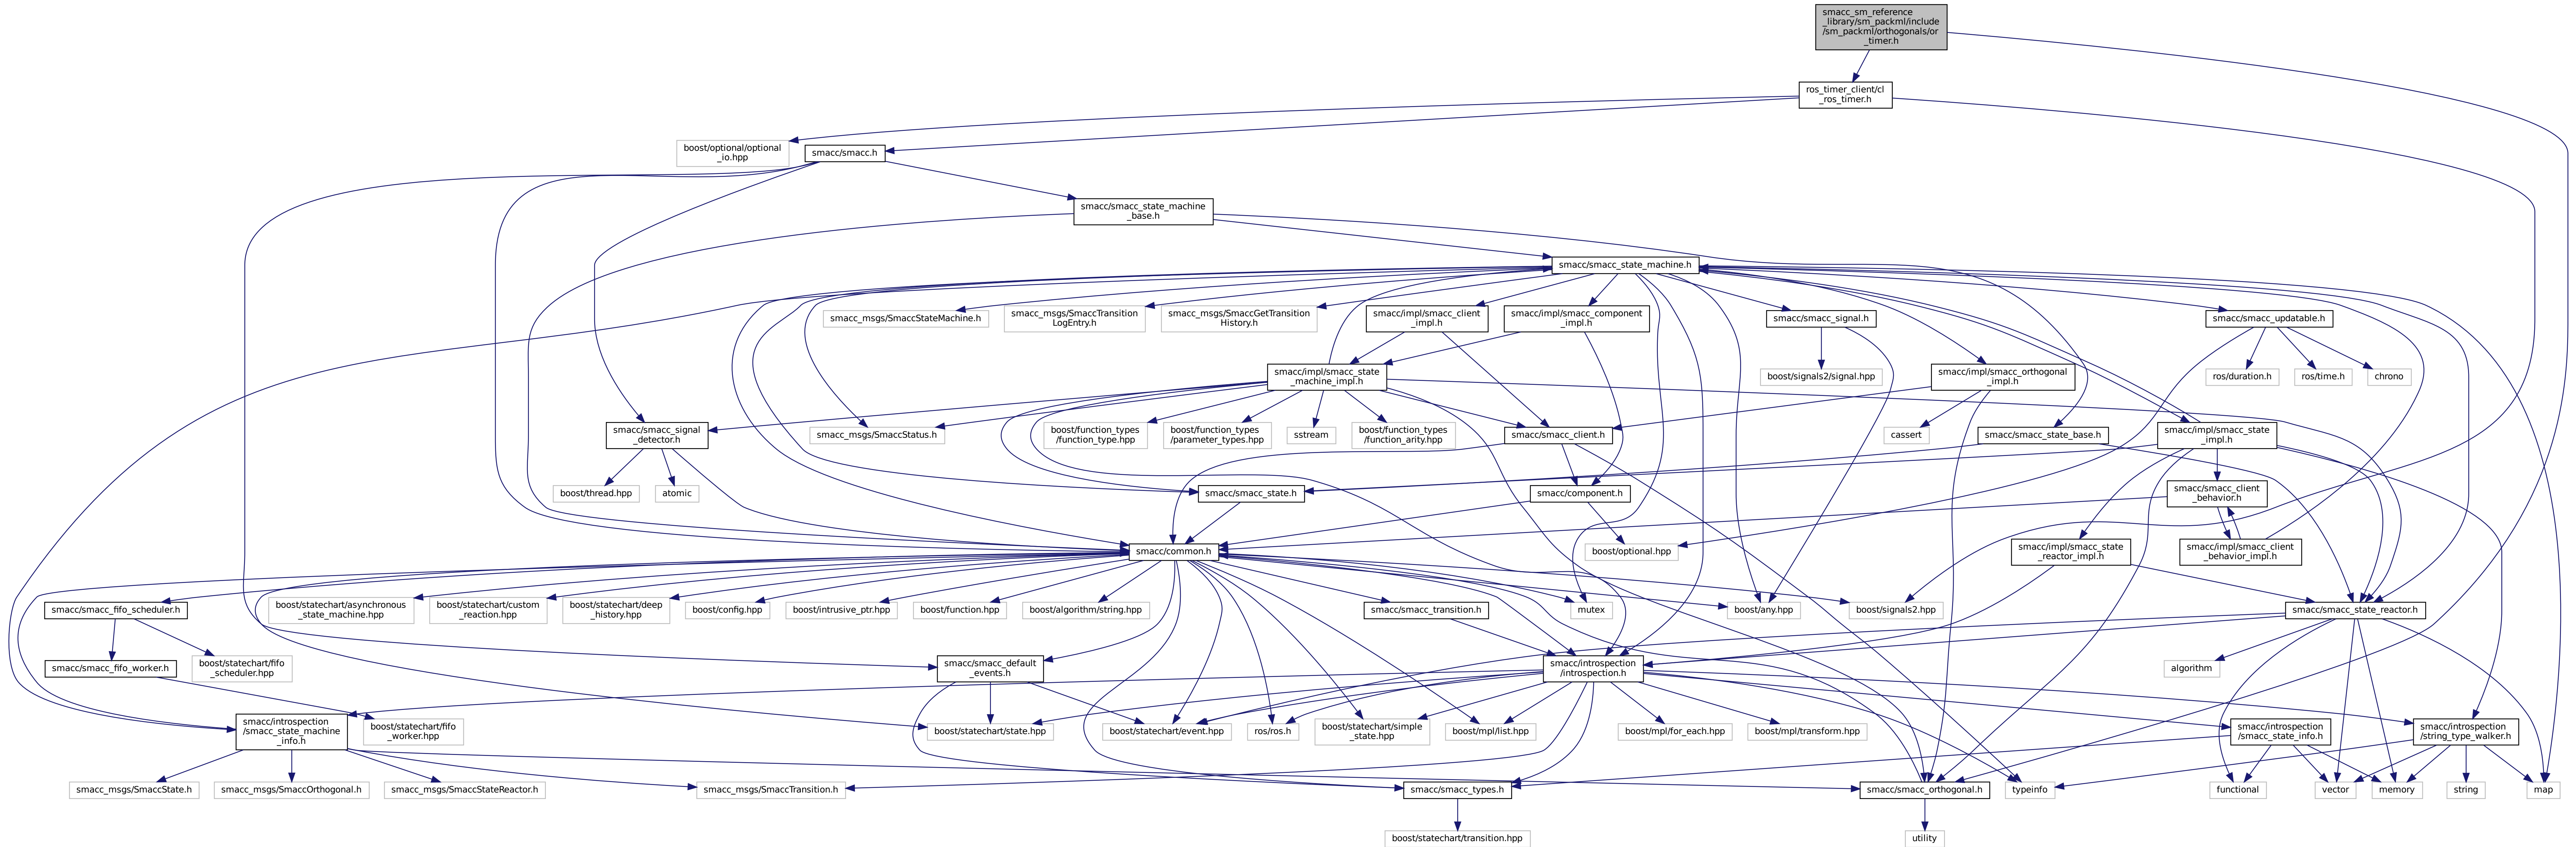 smacc_sm_reference
_library/sm_packml/include
/sm_packml/orthogonals/or
_timer.h
ros_timer_client/cl
_ros_timer.h
boost/optional/optional
_io.hpp
smacc/smacc.h
smacc/smacc_state_machine
_base.h
smacc/smacc_state_machine.h
smacc_msgs/SmaccStateMachine.h
smacc_msgs/SmaccTransition
LogEntry.h
smacc_msgs/SmaccGetTransition
History.h
smacc/impl/smacc_client
_impl.h
smacc/impl/smacc_component
_impl.h
smacc/smacc_signal.h
smacc/smacc_updatable.h
smacc/impl/smacc_state
_machine_impl.h
boost/signals2/signal.hpp
smacc/impl/smacc_orthogonal
_impl.h
ros/duration.h
ros/time.h
chrono
smacc/smacc_signal
_detector.h
smacc_msgs/SmaccStatus.h
boost/function_types
/function_type.hpp
boost/function_types
/parameter_types.hpp
sstream
boost/function_types
/function_arity.hpp
smacc/smacc_client.h
cassert
smacc/smacc_state_base.h
smacc/impl/smacc_state
_impl.h
boost/thread.hpp
atomic
smacc/smacc_state.h
smacc/component.h
smacc/smacc_client
_behavior.h
smacc/common.h
boost/optional.hpp
smacc/impl/smacc_state
_reactor_impl.h
smacc/impl/smacc_client
_behavior_impl.h
smacc/smacc_fifo_scheduler.h
boost/statechart/asynchronous
_state_machine.hpp
boost/statechart/custom
_reaction.hpp
boost/statechart/deep
_history.hpp
boost/config.hpp
boost/intrusive_ptr.hpp
boost/function.hpp
boost/algorithm/string.hpp
smacc/smacc_transition.h
mutex
boost/any.hpp
boost/signals2.hpp
smacc/smacc_state_reactor.h
smacc/smacc_fifo_worker.h
boost/statechart/fifo
_scheduler.hpp
smacc/smacc_default
_events.h
smacc/introspection
/introspection.h
algorithm
smacc/introspection
/smacc_state_machine
_info.h
boost/statechart/fifo
_worker.hpp
boost/statechart/state.hpp
boost/statechart/event.hpp
ros/ros.h
boost/statechart/simple
_state.hpp
boost/mpl/list.hpp
boost/mpl/for_each.hpp
boost/mpl/transform.hpp
smacc/introspection
/smacc_state_info.h
smacc/introspection
/string_type_walker.h
smacc_msgs/SmaccState.h
smacc_msgs/SmaccOrthogonal.h
smacc_msgs/SmaccStateReactor.h
smacc_msgs/SmaccTransition.h
smacc/smacc_types.h
smacc/smacc_orthogonal.h
typeinfo
functional
vector
memory
string
map
boost/statechart/transition.hpp
utility